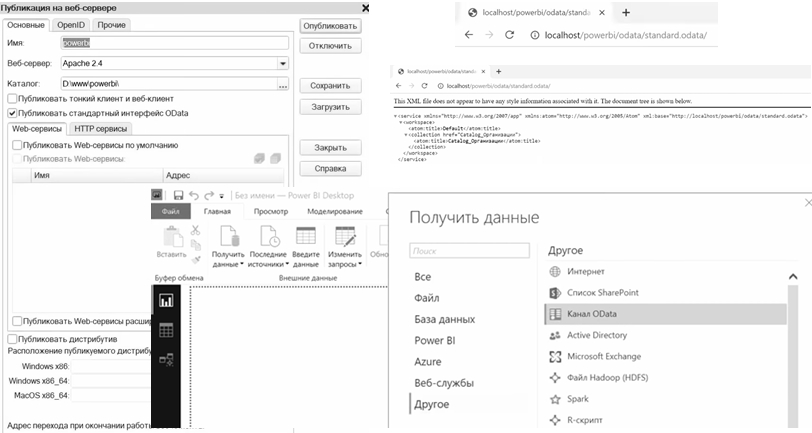 Публикация на веб-сервере
Основные OpenID Прочие
Опубликовать
Имя: powerbi
Отключить
Веб-сервер: Apache 2.4
Каталог: D:\www\powerbi\ ...
Сохранить
Публиковать тонкий клиент и веб-клиент
Загрузить
Публиковать стандартный интерфейс OData
Web-сервисы HTTP сервисы
Публиковать Web-сервисы по умолчанию
Закрыть
Публиковать Web-сервисы:
Справка
Имя Адрес
Публиковать Web-сервисы расши
Публиковать дистрибутив
Расположение публикуемого дистрибу
Windows x86:
Windows x86_64:
MacOS x86_64:
Адрес перехода при окончании работы
localhost/powerbi/odata/standard
localhost/powerbi/odata/standard.odata/
localhost/powerbi/odata/standard
localhost/powerbi/odata/standard.odata/
This XML file does not appear to have any style information associated with it. The document tree is shown below.
<service xmlns="http://www.w3.org/2007/app" xmlns:atom="http://www.w3.org/2005/Atom" xml:base="http://localhost/powerbi/odata/standard.odata">
<workspace>
<atom:title>Default</atom:title>
<collection href="Catalog_Организации">
<atom:title>Catalog_Организации</atom:title>
</collection>
</workspace>
</service>
Без имени — Power BI Desktop
Файл Главная Просмотр Моделирование
Вставить
Получить данные
Последние источники
Введите данные
Изменить запросы
Буфер обмена
Внешние данные
Получить данные
Поиск
Все
Файл
База данных
Power BI
Azure
Веб-службы
Другое
Другое
Интернет
Список SharePoint
Канал OData
Active Directory
Microsoft Exchange
Файл Hadoop (HDFS)
Spark
R-скрипт